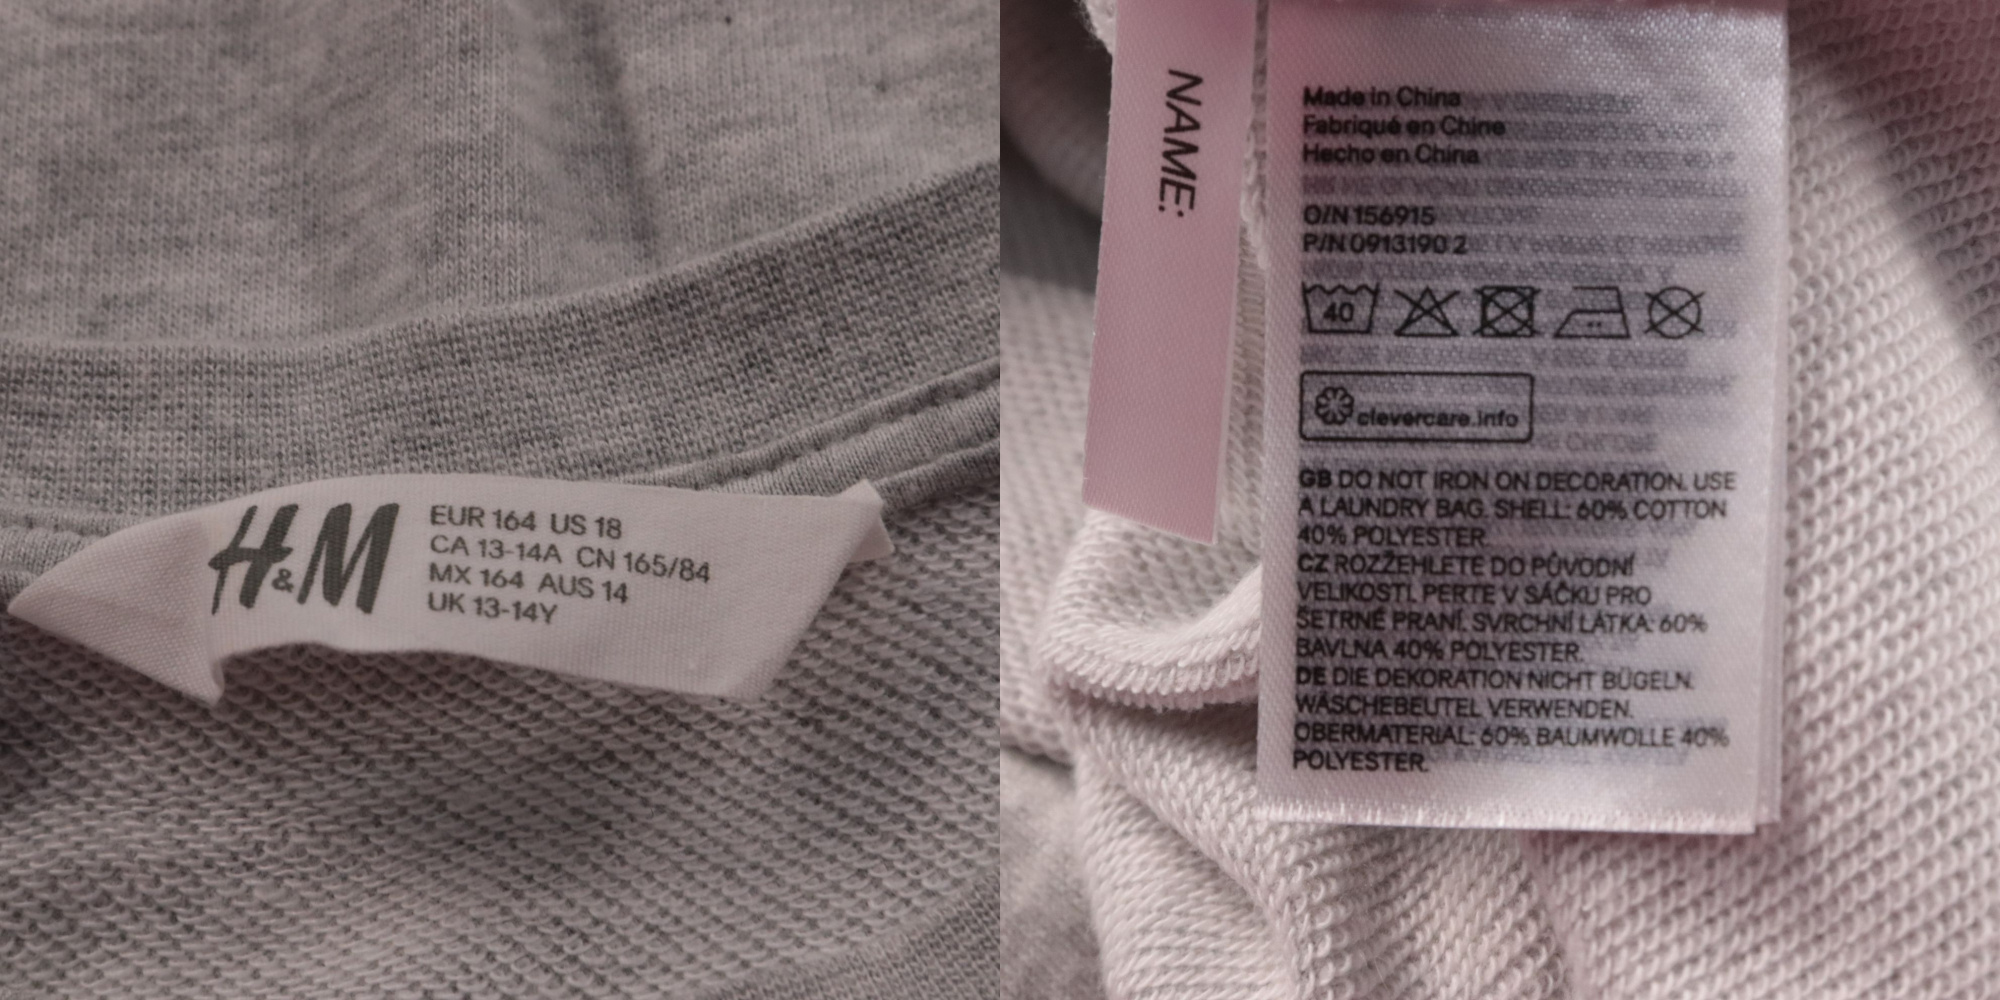 H&M
EUR 164 US 18
CA 13-14A CN 165/84
MX 164 AUS 14
UK 13-14Y
NAME:
Made in China
Fabriqué en Chine
Hecho en China
O/N 156915
P/N 0913190 2
40
clevercare.info
GB DO NOT IRON ON DECORATION. USE
A LAUNDRY BAG. SHELL: 60% COTTON
40% POLYESTER.
CZ ROZŽEHLETE DO PŮVODNÍ
VELIKOSTI. PERTE V SÁČKU PRO
ŠETRNÉ PRANÍ. SVRCHNÍ LÁTKA: 60%
BAVLNA 40% POLYESTER.
DE DIE DEKORATION NICHT BÜGELN.
WÄSCHEBEUTEL VERWENDEN.
OBERMATERIAL: 60% BAUMWOLLE 40%
POLYESTER.